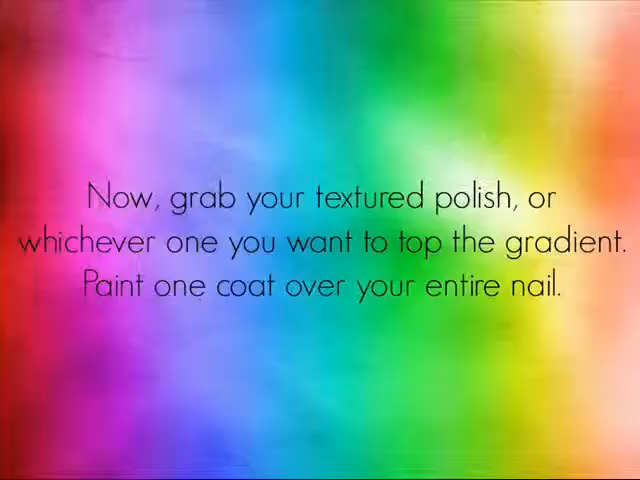 Now, grab your textured polish, or
whichever one you want to top the gradient.
Paint one coat over your entire nail.